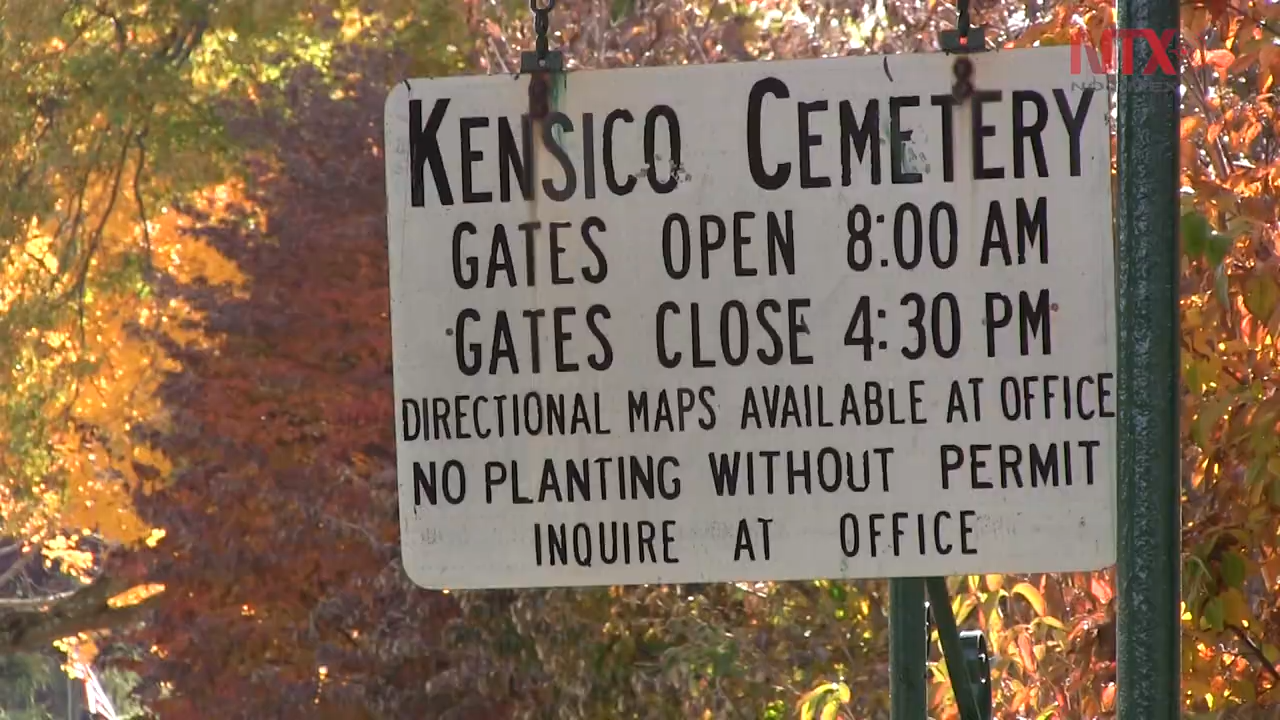 NTX
KENSICO CEMETERY
GATES OPEN 8:00 AM
GATES CLOSE 4:30 PM
DIRECTIONAL MAPS AVAILABLE AT OFFICE
NO PLANTING WITHOUT PERMIT
INQUIRE AT OFFICE